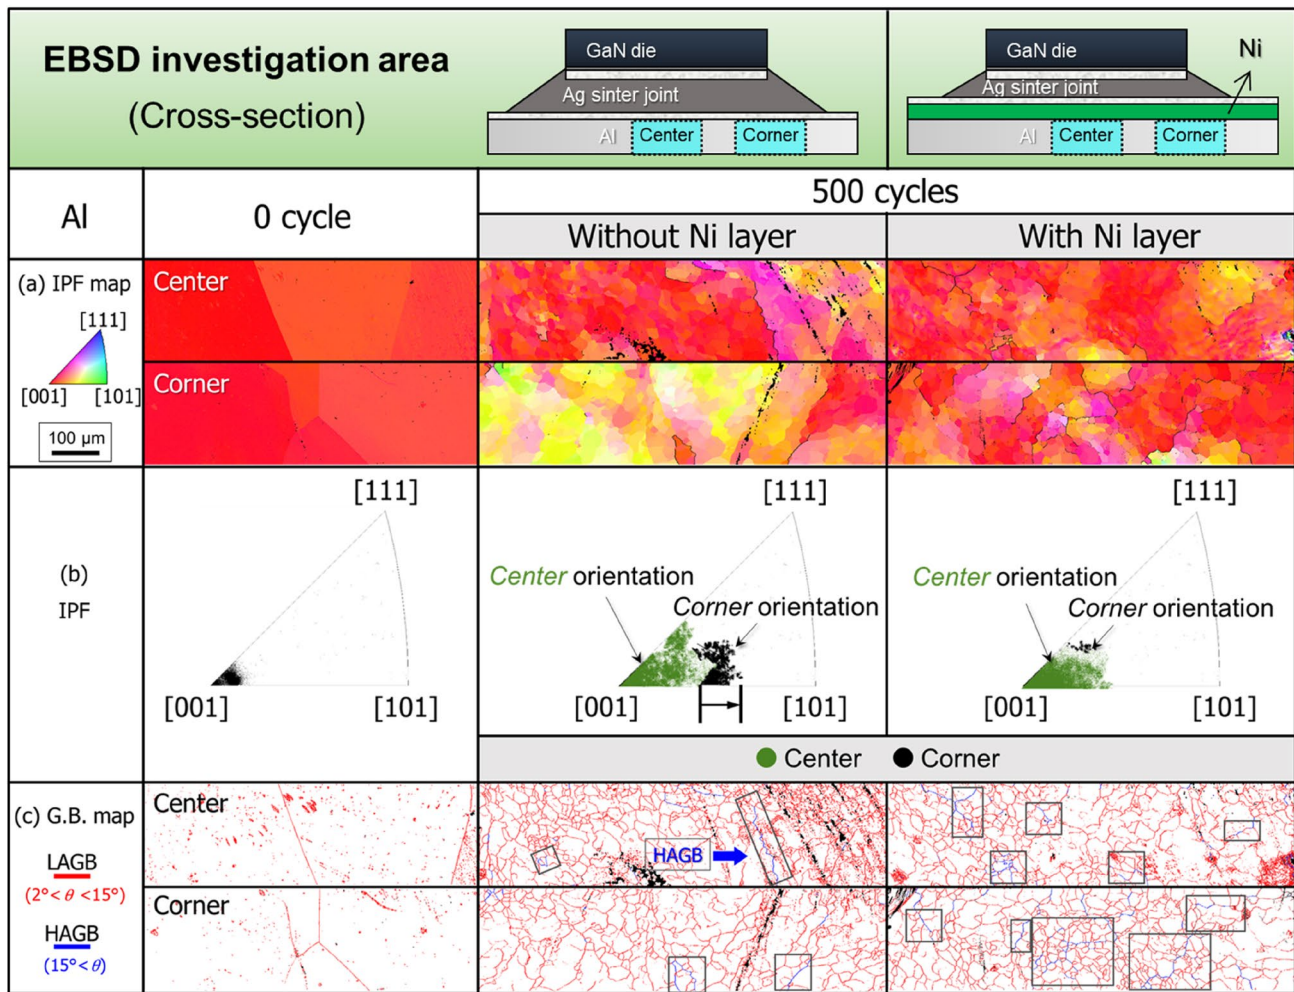 EBSD investigation area
(Cross-section)
GaN die
Ag sinter joint
Al
Center
Corner
GaN die
Ni
Ag sinter joint
Al
Center
Corner
Al
0 cycle
500 cycles
Without Ni layer
With Ni layer
(a) IPF map
[111]
[001]
[101]
100 μm
Center
Corner
(b)
IPF
[111]
[001]
[101]
[111]
Center orientation
Corner orientation
[001]
[101]
[111]
Center orientation
Corner orientation
[001]
[101]
Center
Corner
(c) G.B. map
LAGB
(2°< θ <15°)
HAGB
(15°< θ)
Center
Corner
HAGB